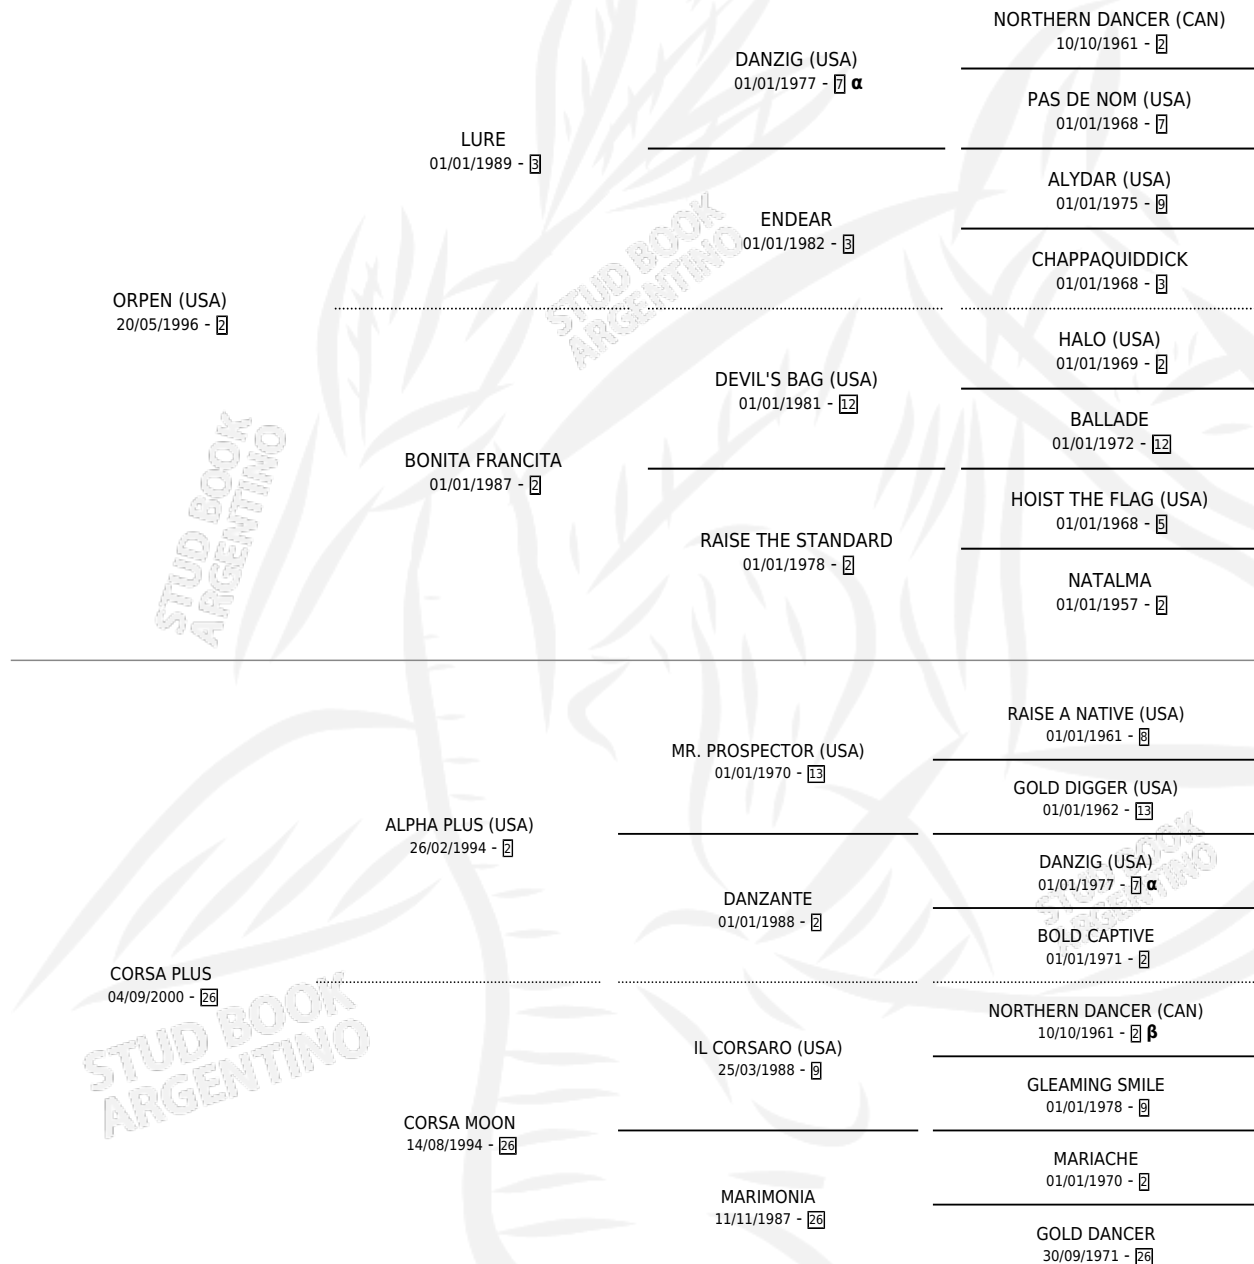 NORTHERN DANCER (CAN)
10/10/1961 - 2
DANZIG (USA)
01/01/1977 - 7 α
PAS DE NOM (USA)
01/01/1968 - 7
LURE
01/01/1989 - 3
ALYDAR (USA)
01/01/1975 - 9
ENDEAR
01/01/1982 - 3
CHAPPAQUIDDICK
01/01/1968 - 3
ORPEN (USA)
20/05/1996 - 2
HALO (USA)
01/01/1969 - 2
DEVIL'S BAG (USA)
01/01/1981 - 12
BALLADE
01/01/1972 - 12
BONITA FRANCITA
01/01/1987 - 2
HOIST THE FLAG (USA)
01/01/1968 - 5
RAISE THE STANDARD
01/01/1978 - 2
NATALMA
01/01/1957 - 2
RAISE A NATIVE (USA)
01/01/1961 - 8
MR. PROSPECTOR (USA)
01/01/1970 - 13
GOLD DIGGER (USA)
01/01/1962 - 13
ALPHA PLUS (USA)
26/02/1994 - 2
DANZIG (USA)
01/01/1977 - 7 α
DANZANTE
01/01/1988 - 2
BOLD CAPTIVE
01/01/1971 - 2
CORSA PLUS
04/09/2000 - 26
NORTHERN DANCER (CAN)
10/10/1961 - 2 β
IL CORSARO (USA)
25/03/1988 - 9
GLEAMING SMILE
01/01/1978 - 9
CORSA MOON
14/08/1994 - 26
MARIACHE
01/01/1970 - 2
MARIMONIA
11/11/1987 - 26
GOLD DANCER
30/09/1971 - 26
STUD BOOK
ARGENTINO
STUD BOOK
ARGENTINO
STUD BOOK
ARGENTINO
STUD BOOK
ARGENTINO